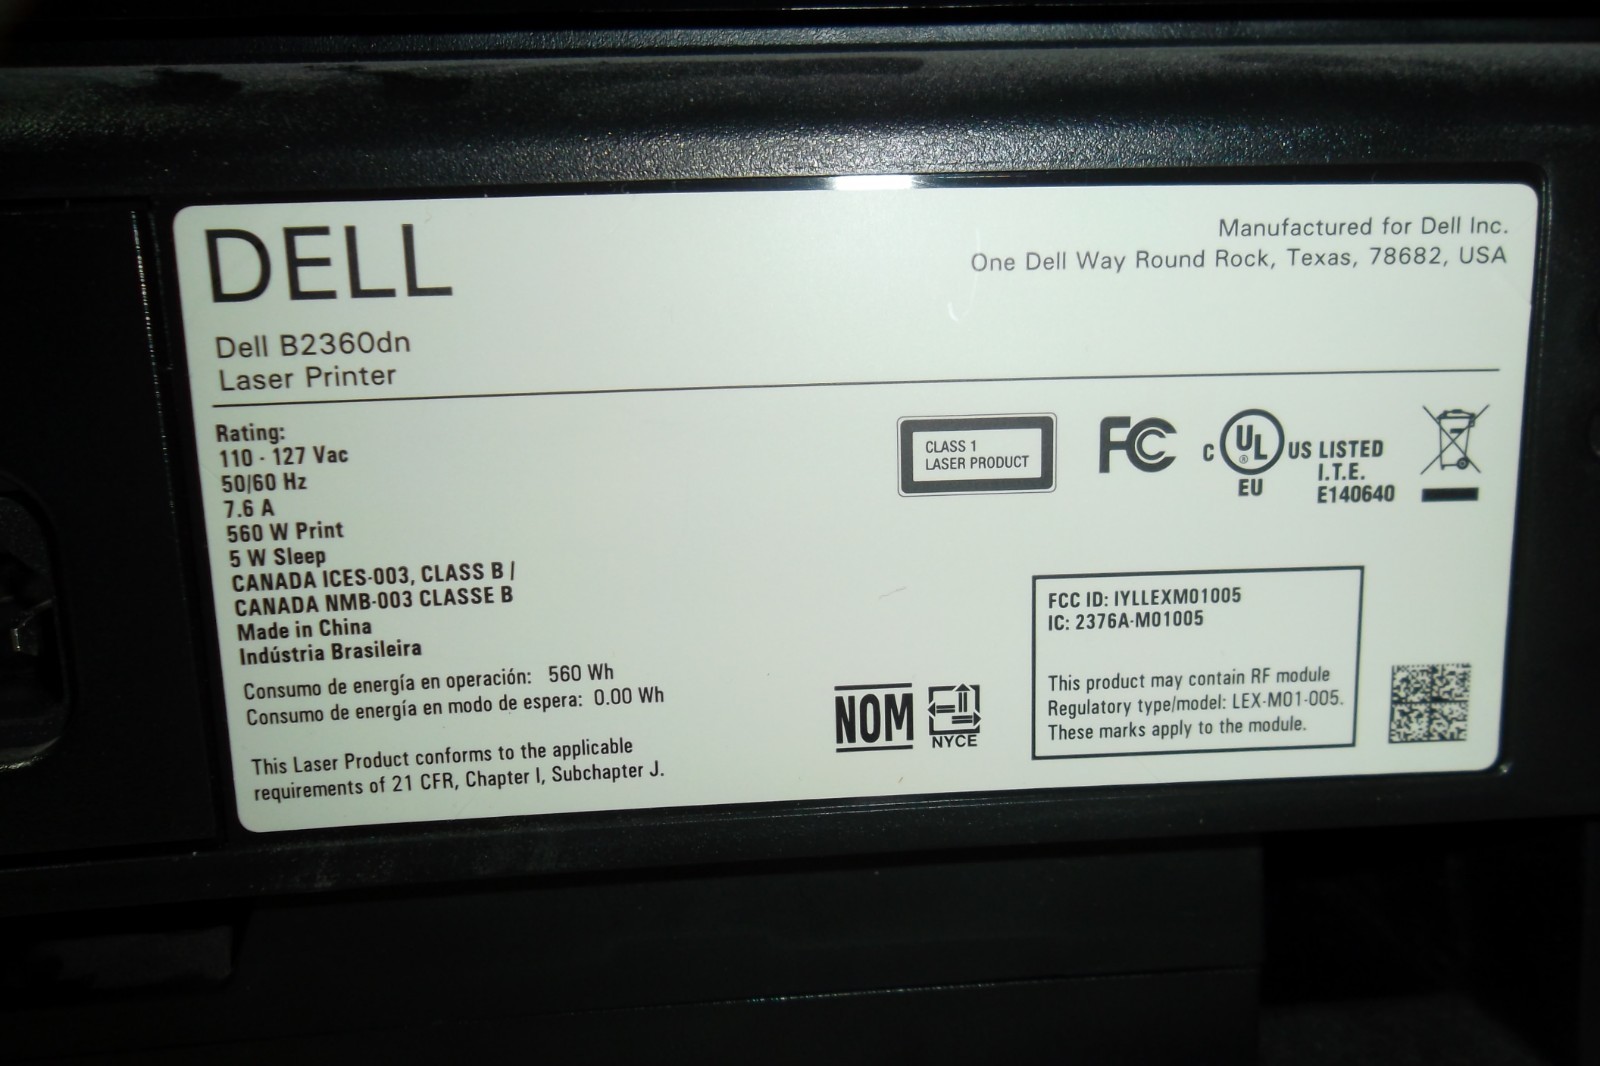 DELL
Manufactured for Dell Inc.
One Dell Way Round Rock, Texas, 78682, USA
Dell B2360dn
Laser Printer
Rating:
110 - 127 Vac
50/60 Hz
7.6 A
560 W Print
5 W Sleep
CANADA ICES-003, CLASS B /
CANADA NMB-003 CLASSE B
Made in China
Indústria Brasileira
Consumo de energía en operación: 560 Wh
Consumo de energía en modo de espera: 0.00 Wh
This Laser Product conforms to the applicable
requirements of 21 CFR, Chapter I, Subchapter J.
CLASS 1
LASER PRODUCT
FC
C UL ® US LISTED
EU
I.T.E.
E140640
NOM
NYCE
FCC ID: IYLLEXM01005
IC: 2376A-M01005
This product may contain RF module
Regulatory type/model: LEX-M01-005.
These marks apply to the module.